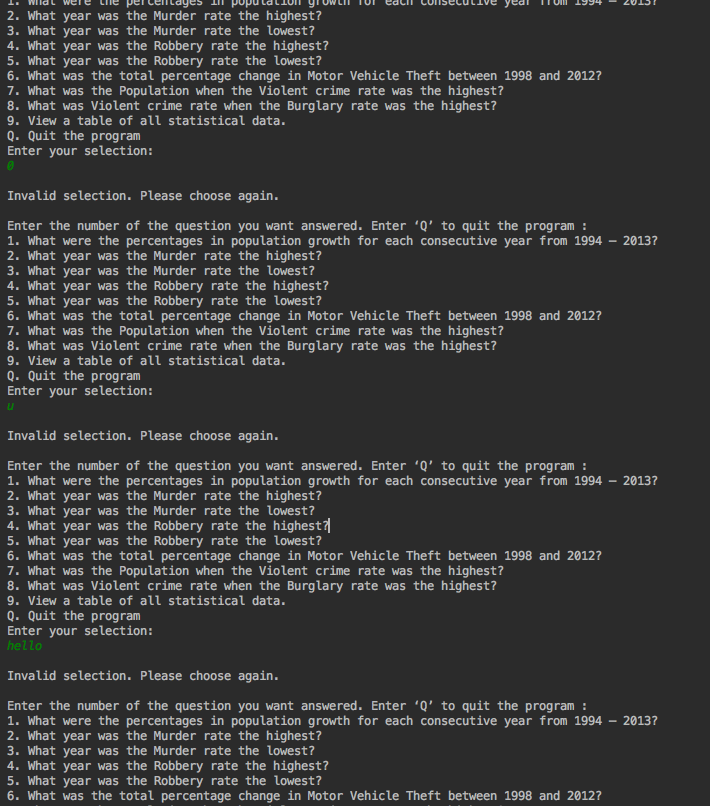 1. What were the percentages in population growth for each consecutive year from 1994 – 2013?
2. What year was the Murder rate the highest?
3. What year was the Murder rate the lowest?
4. What year was the Robbery rate the highest?
5. What year was the Robbery rate the lowest?
6. What was the total percentage change in Motor Vehicle Theft between 1998 and 2012?
7. What was the Population when the Violent crime rate was the highest?
8. What was Violent crime rate when the Burglary rate was the highest?
9. View a table of all statistical data.
Q. Quit the program
Enter your selection:
0
Invalid selection. Please choose again.
Enter the number of the question you want answered. Enter ‘Q’ to quit the program :
1. What were the percentages in population growth for each consecutive year from 1994 – 2013?
2. What year was the Murder rate the highest?
3. What year was the Murder rate the lowest?
4. What year was the Robbery rate the highest?
5. What year was the Robbery rate the lowest?
6. What was the total percentage change in Motor Vehicle Theft between 1998 and 2012?
7. What was the Population when the Violent crime rate was the highest?
8. What was Violent crime rate when the Burglary rate was the highest?
9. View a table of all statistical data.
Q. Quit the program
Enter your selection:
u
Invalid selection. Please choose again.
Enter the number of the question you want answered. Enter ‘Q’ to quit the program :
1. What were the percentages in population growth for each consecutive year from 1994 – 2013?
2. What year was the Murder rate the highest?
3. What year was the Murder rate the lowest?
4. What year was the Robbery rate the highest?
5. What year was the Robbery rate the lowest?
6. What was the total percentage change in Motor Vehicle Theft between 1998 and 2012?
7. What was the Population when the Violent crime rate was the highest?
8. What was Violent crime rate when the Burglary rate was the highest?
9. View a table of all statistical data.
Q. Quit the program
Enter your selection:
hello
Invalid selection. Please choose again.
Enter the number of the question you want answered. Enter ‘Q’ to quit the program :
1. What were the percentages in population growth for each consecutive year from 1994 – 2013?
2. What year was the Murder rate the highest?
3. What year was the Murder rate the lowest?
4. What year was the Robbery rate the highest?
5. What year was the Robbery rate the lowest?
6. What was the total percentage change in Motor Vehicle Theft between 1998 and 2012?